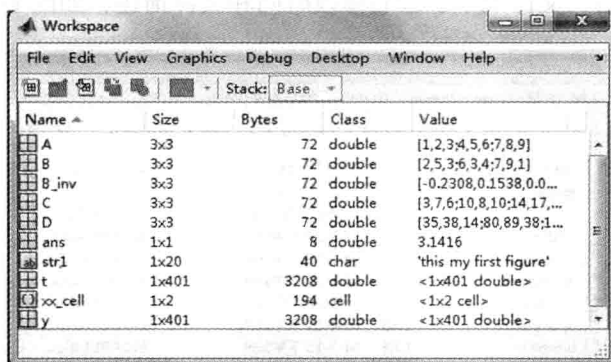 Workspace
File Edit View Graphics Debug Desktop Window Help
Stack: Base
Name Size Bytes Class Value
A 3x3 72 double [1,2,3;4,5,6;7,8,9]
B 3x3 72 double [2,5,3;6,3,4;7,9,1]
B_inv 3x3 72 double [-0.2308,0.1538,0.0...
C 3x3 72 double [3,7,6;10,8,10;14,17,...
D 3x3 72 double [35,38,14;80,89,38;1...
ans 1x1 8 double 3.1416
ab str1 1x20 40 char 'this my first figure'
t 1x401 3208 double <1x401 double>
xx_cell 1x2 194 cell <1x2 cell>
y 1x401 3208 double <1x401 double>